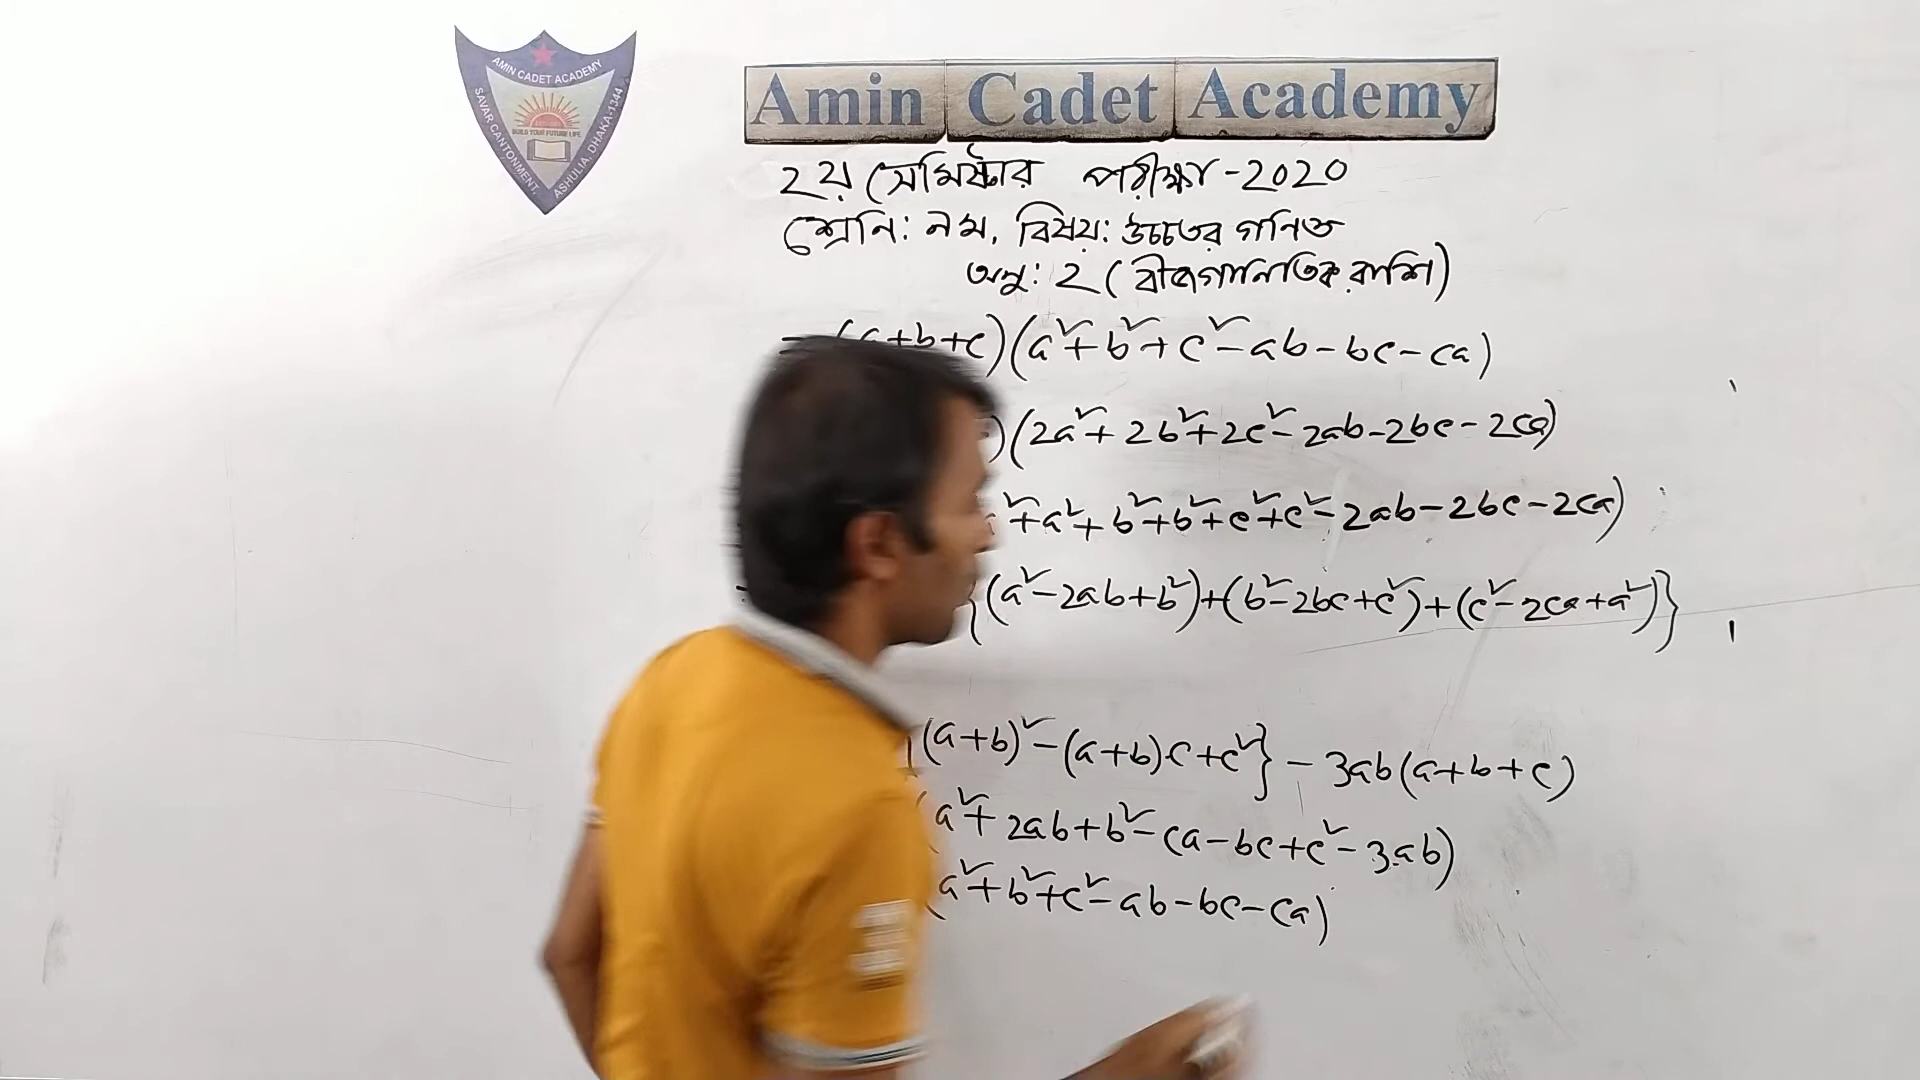 AMIN CADET ACADEMY
SAVAR CANTONMENT,
ASHULIA, DHAKA-1344
BUILD YOUR FUTURE LIFE
Amin Cadet Academy
২য় সেমিষ্টার পরীক্ষা-2020
শ্রেনি: নবম, বিষয়: উচ্চতর গনিত
অনু: 2 (বীজগানিতিক রাশি)
= (a+b+c)(a²+b²+c²-ab-bc-ca)
)(2a²+2b²+2c²-2ab-2bc-2ca)
²+a²+b²+b²+c²+c²-2ab-2bc-2ca)
{(a²-2ab+b²)+(b²-2bc+c²)+(c²-2ca+a²)}
{(a+b)²-(a+b).c+c²}-3ab(a+b+c)
(a²+2ab+b²-ca-bc+c²-3ab)
(a²+b²+c²-ab-bc-ca)